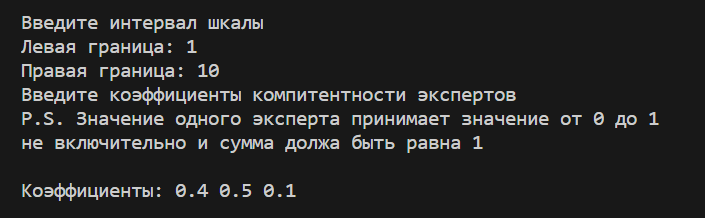 Введите интервал шкалы
Левая граница: 1
Правая граница: 10
Введите коэффициенты компитентности экспертов
P.S. Значение одного эксперта принимает значение от 0 до 1
не включительно и сумма должа быть равна 1
Коэффициенты: 0.4 0.5 0.1